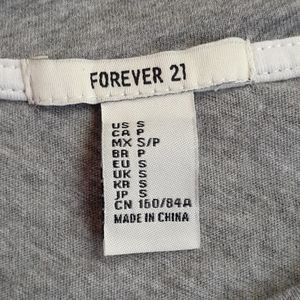 FOREVER 21
US S
CA P
MX S/P
BR P
EU S
UK S
KR S
JP S
CN 160/84A
MADE IN CHINA